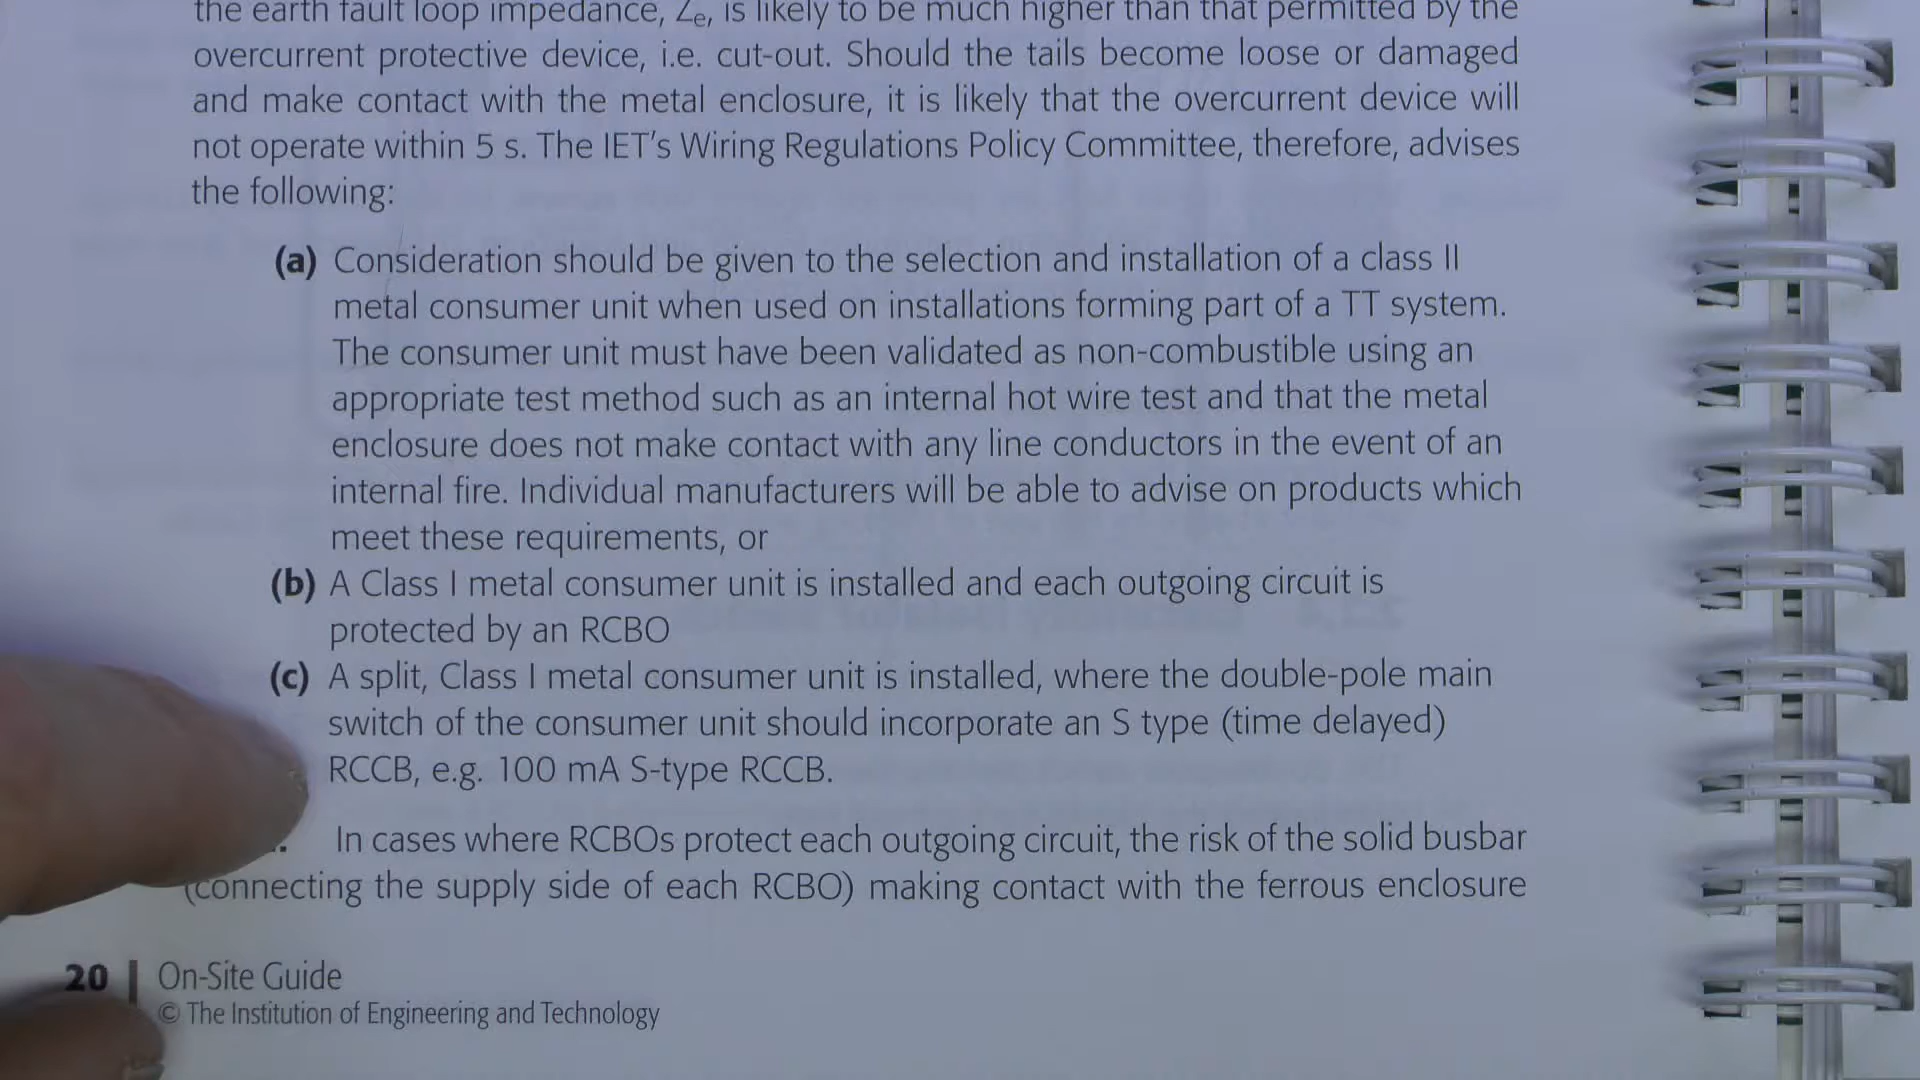 the earth fault loop impedance, Ze, is likely to be much higher than that permitted by the
overcurrent protective device, i.e. cut-out. Should the tails become loose or damaged
and make contact with the metal enclosure, it is likely that the overcurrent device will
not operate within 5 s. The IET's Wiring Regulations Policy Committee, therefore, advises
the following:
(a) Consideration should be given to the selection and installation of a class II
metal consumer unit when used on installations forming part of a TT system.
The consumer unit must have been validated as non-combustible using an
appropriate test method such as an internal hot wire test and that the metal
enclosure does not make contact with any line conductors in the event of an
internal fire. Individual manufacturers will be able to advise on products which
meet these requirements, or
(b) A Class I metal consumer unit is installed and each outgoing circuit is
protected by an RCBO
(c) A split, Class I metal consumer unit is installed, where the double-pole main
switch of the consumer unit should incorporate an S type (time delayed)
RCCB, e.g. 100 mA S-type RCCB.
In cases where RCBOs protect each outgoing circuit, the risk of the solid busbar
(connecting the supply side of each RCBO) making contact with the ferrous enclosure
20 | On-Site Guide
© The Institution of Engineering and Technology